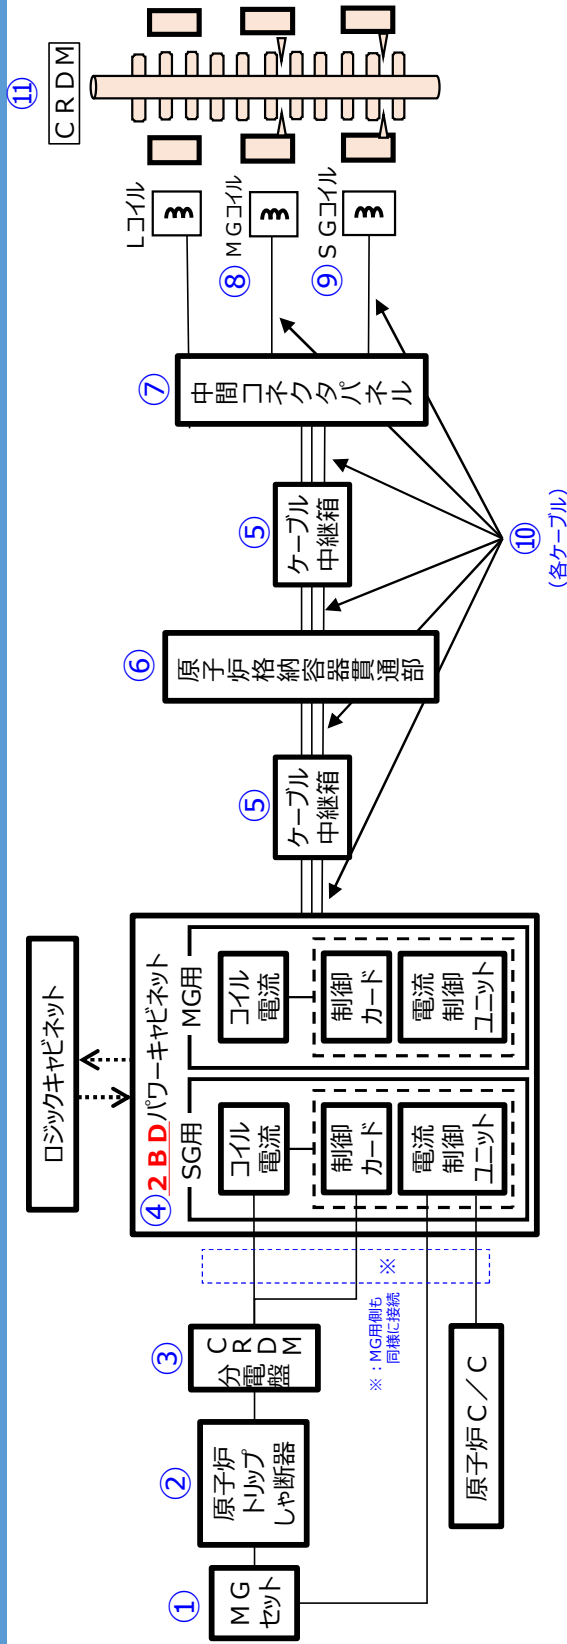 ①
MG
セット
②
原子炉
トリップ
しゃ断器
③
CRDM
分電盤
※
※：MG用側も
同様に接続
原子炉C／C
ロジックキャビネット
④２ＢＤパワーキャビネット
SG用
コイル
電流
制御
カード
電流
制御
ユニット
MG用
コイル
電流
制御
カード
電流
制御
ユニット
⑤
ケーブル
中継箱
⑥
原子炉格納容器貫通部
⑤
ケーブル
中継箱
⑦
中間コネクタパネル
⑩
(各ケーブル)
Lコイル
⑧
MGコイル
⑨
SGコイル
⑪
CRDM